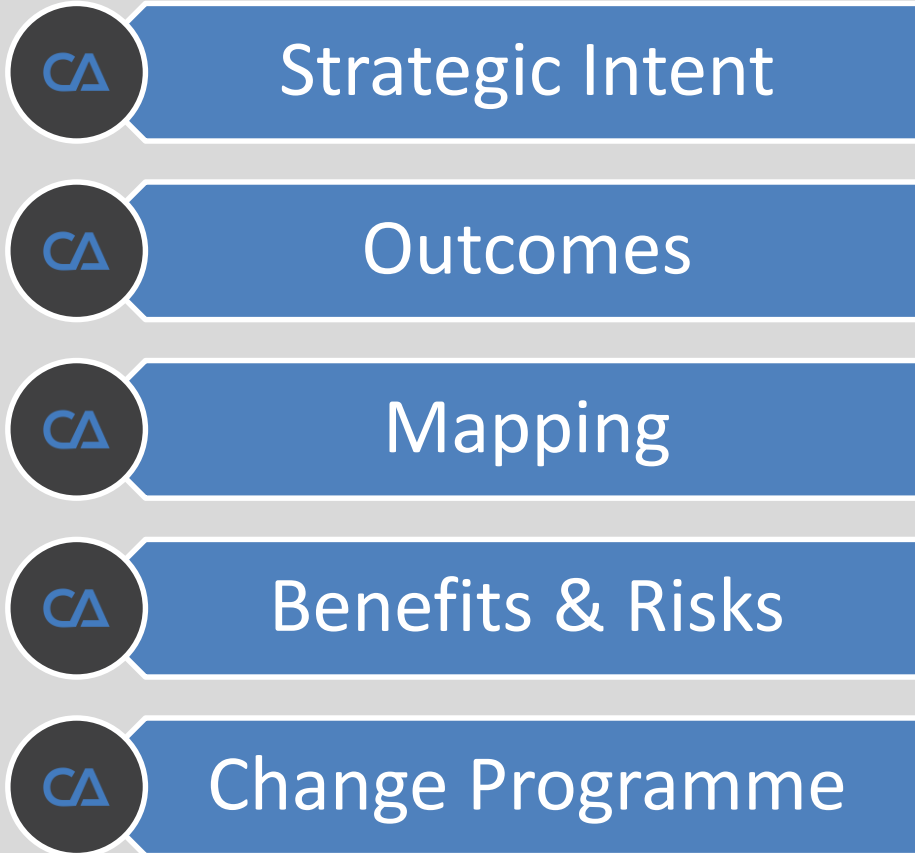 CA Strategic Intent
CA Outcomes
CA Mapping
CA Benefits & Risks
CA Change Programme